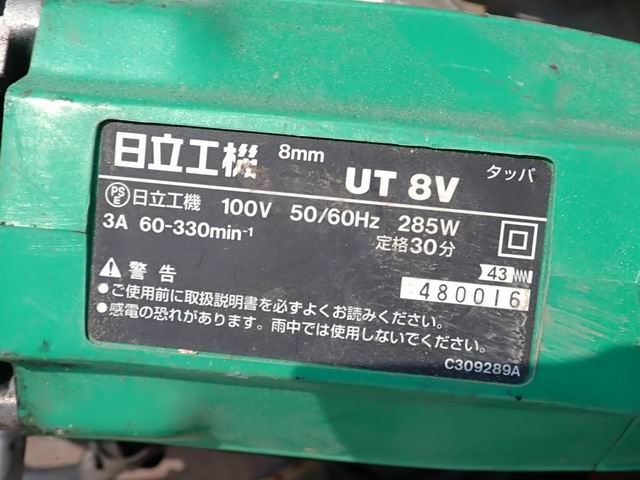 日立工機 8mm UT 8V タッパ
PSE 日立工機 100V 50/60Hz 285W
3A 60-330min⁻¹ 定格30分
43 NNN
⚠警告
480016
●ご使用前に取扱説明書を必ずよくお読みください。
●感電の恐れがあります。雨中では使用しないでください。
C309289A